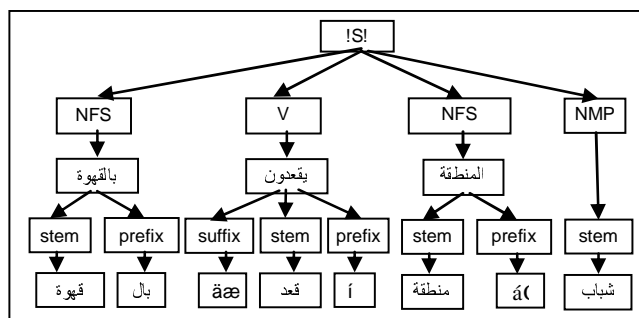 !S!
NFS V NFS NMP
بالقهوة يقعدون المنطقة
stem prefix suffix stem prefix stem prefix stem
قهوة بال äæ قعد í منطقة á( شباب